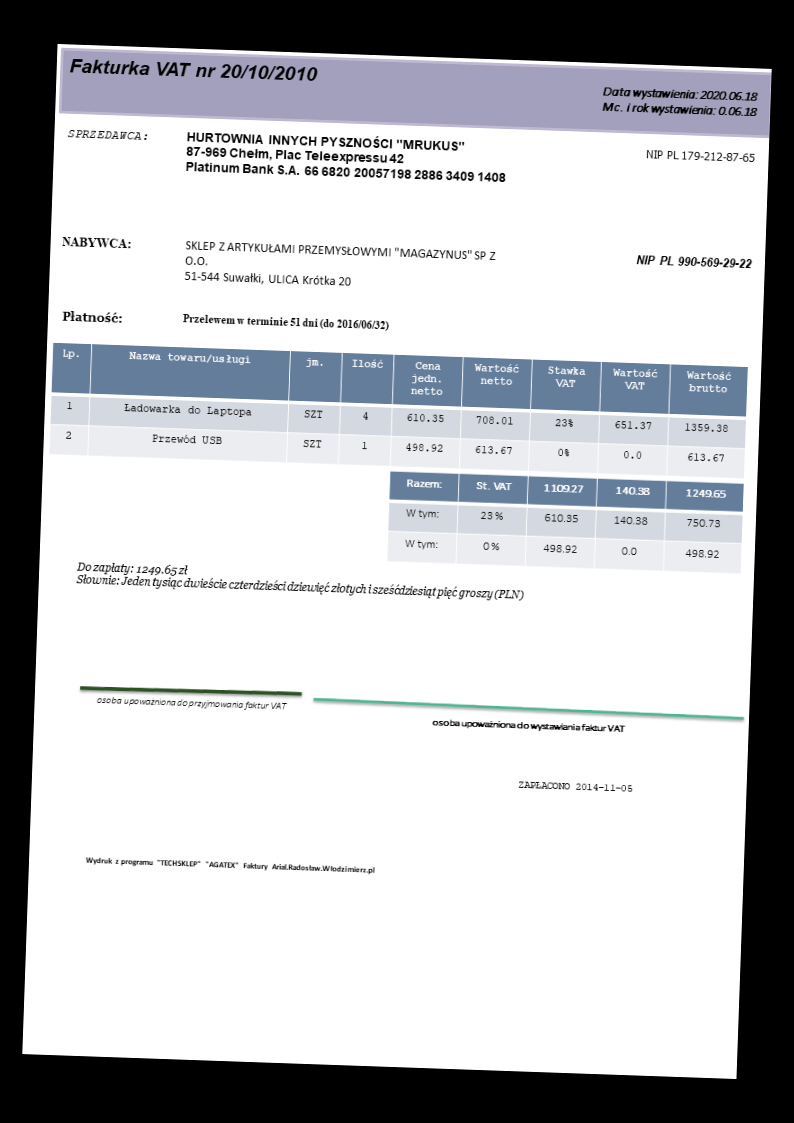 Fakturka VAT nr 20/10/2010
Data wystawienia: 2020.06.18
Mc. i rok wystawienia: 0.06.18
SPRZEDAWCA:
HURTOWNIA INNYCH PYSZNOŚCI "MRUKUS"
87-969 Chełm, Plac Teleexpressu 42
Platinum Bank S.A. 66 6820 20057198 2886 3409 1408
NIP PL 179-212-87-65
NABYWCA:
SKLEP Z ARTYKUŁAMI PRZEMYSŁOWYMI "MAGAZYNUS" SP Z
O.O.
51-544 Suwałki, ULICA Krótka 20
NIP PL 990-569-29-22
Płatność:
Przelewem w terminie 51 dni (do 2016/06/32)
Lp. Nazwa towaru/usługi jm. Ilość Cena jedn. netto Wartość netto Stawka VAT Wartość VAT Wartość brutto
1 Ładowarka do Laptopa SZT 4 610.35 708.01 23% 651.37 1359.38
2 Przewód USB SZT 1 498.92 613.67 0% 0.0 613.67
Razem: St. VAT 1109.27 140.38 1249.65
W tym: 23 % 610.35 140.38 750.73
W tym: 0 % 498.92 0.0 498.92
Do zapłaty: 1249.65 zł
Słownie: Jeden tysiąc dwieście czterdzieści dziewięć złotych i sześćdziesiąt pięć groszy (PLN)
osoba upoważniona do przyjmowania faktur VAT
osoba upoważniona do wystawiania faktur VAT
ZAPŁACONO 2014-11-05
Wydruk z programu "TECHSKLEP" "AGATEX" Faktury Arial.Radosław.Włodzimierz.pl